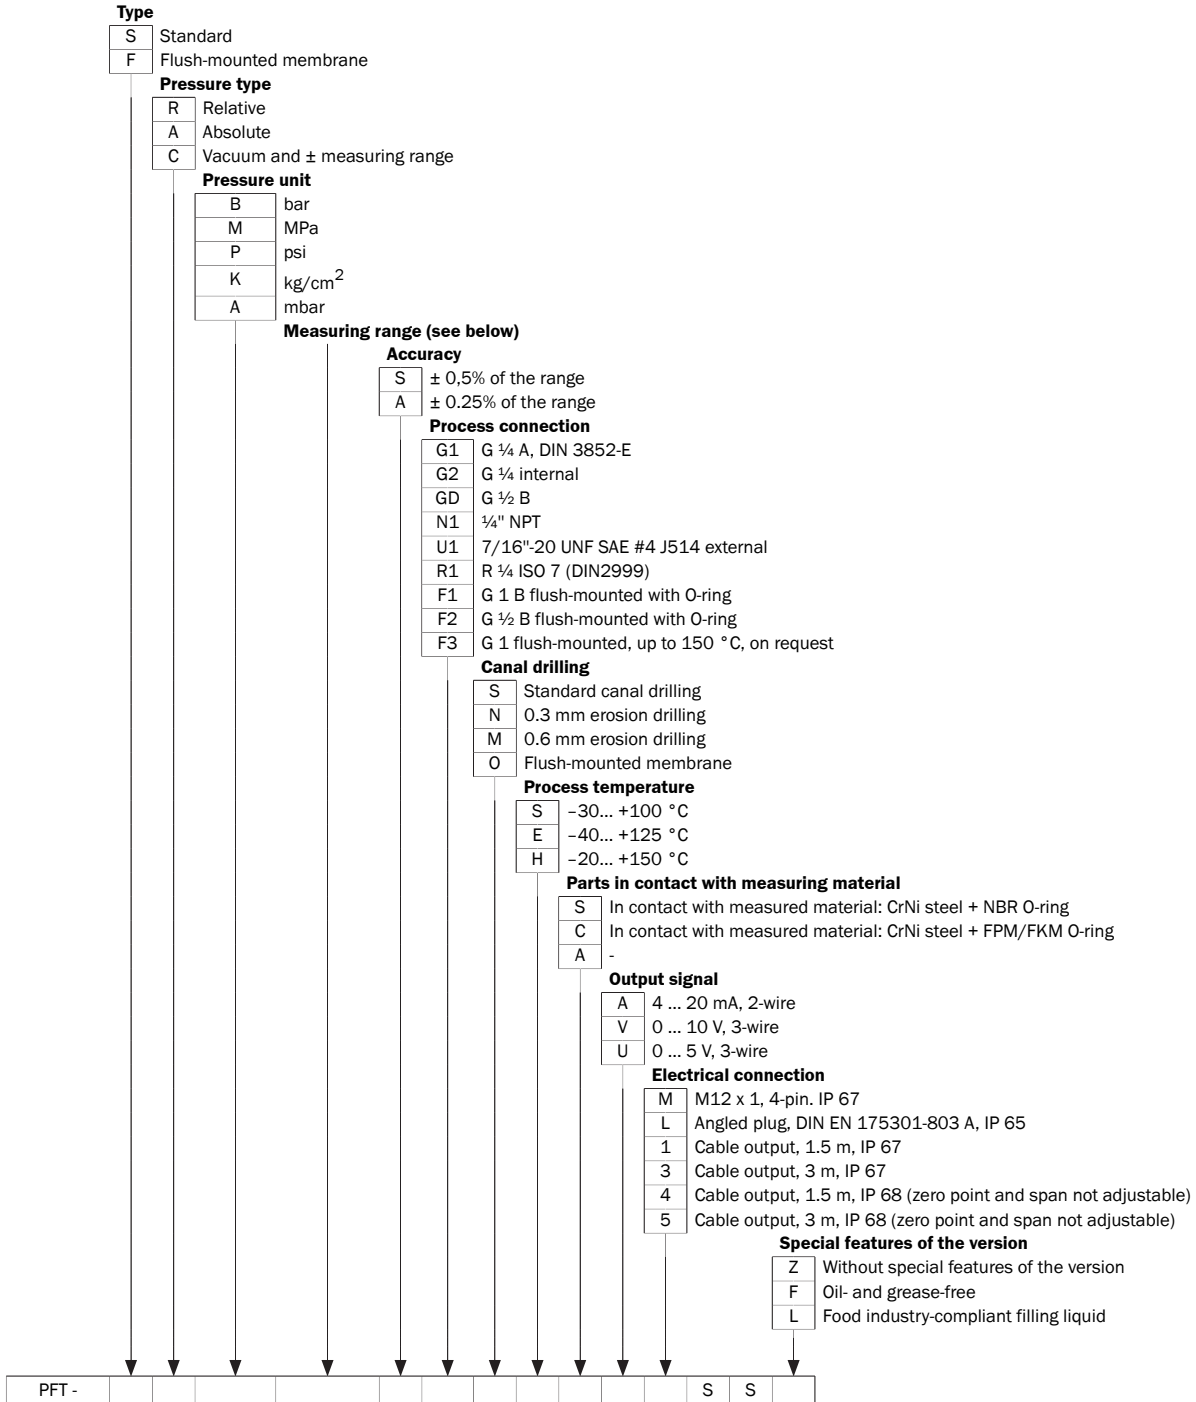 Type
S Standard
F Flush-mounted membrane
Pressure type
R Relative
A Absolute
C Vacuum and ± measuring range
Pressure unit
B bar
M MPa
P psi
K kg/cm²
A mbar
Measuring range (see below)
Accuracy
S ± 0,5% of the range
A ± 0.25% of the range
Process connection
G1 G ¼ A, DIN 3852-E
G2 G ¼ internal
GD G ½ B
N1 ¼" NPT
U1 7/16"-20 UNF SAE #4 J514 external
R1 R ¼ ISO 7 (DIN2999)
F1 G 1 B flush-mounted with O-ring
F2 G ½ B flush-mounted with O-ring
F3 G 1 flush-mounted, up to 150 °C, on request
Canal drilling
S Standard canal drilling
N 0.3 mm erosion drilling
M 0.6 mm erosion drilling
O Flush-mounted membrane
Process temperature
S –30... +100 °C
E –40... +125 °C
H –20... +150 °C
Parts in contact with measuring material
S In contact with measured material: CrNi steel + NBR O-ring
C In contact with measured material: CrNi steel + FPM/FKM O-ring
A -
Output signal
A 4 ... 20 mA, 2-wire
V 0 ... 10 V, 3-wire
U 0 ... 5 V, 3-wire
Electrical connection
M M12 x 1, 4-pin. IP 67
L Angled plug, DIN EN 175301-803 A, IP 65
1 Cable output, 1.5 m, IP 67
3 Cable output, 3 m, IP 67
4 Cable output, 1.5 m, IP 68 (zero point and span not adjustable)
5 Cable output, 3 m, IP 68 (zero point and span not adjustable)
Special features of the version
Z Without special features of the version
F Oil- and grease-free
L Food industry-compliant filling liquid
PFT - S S